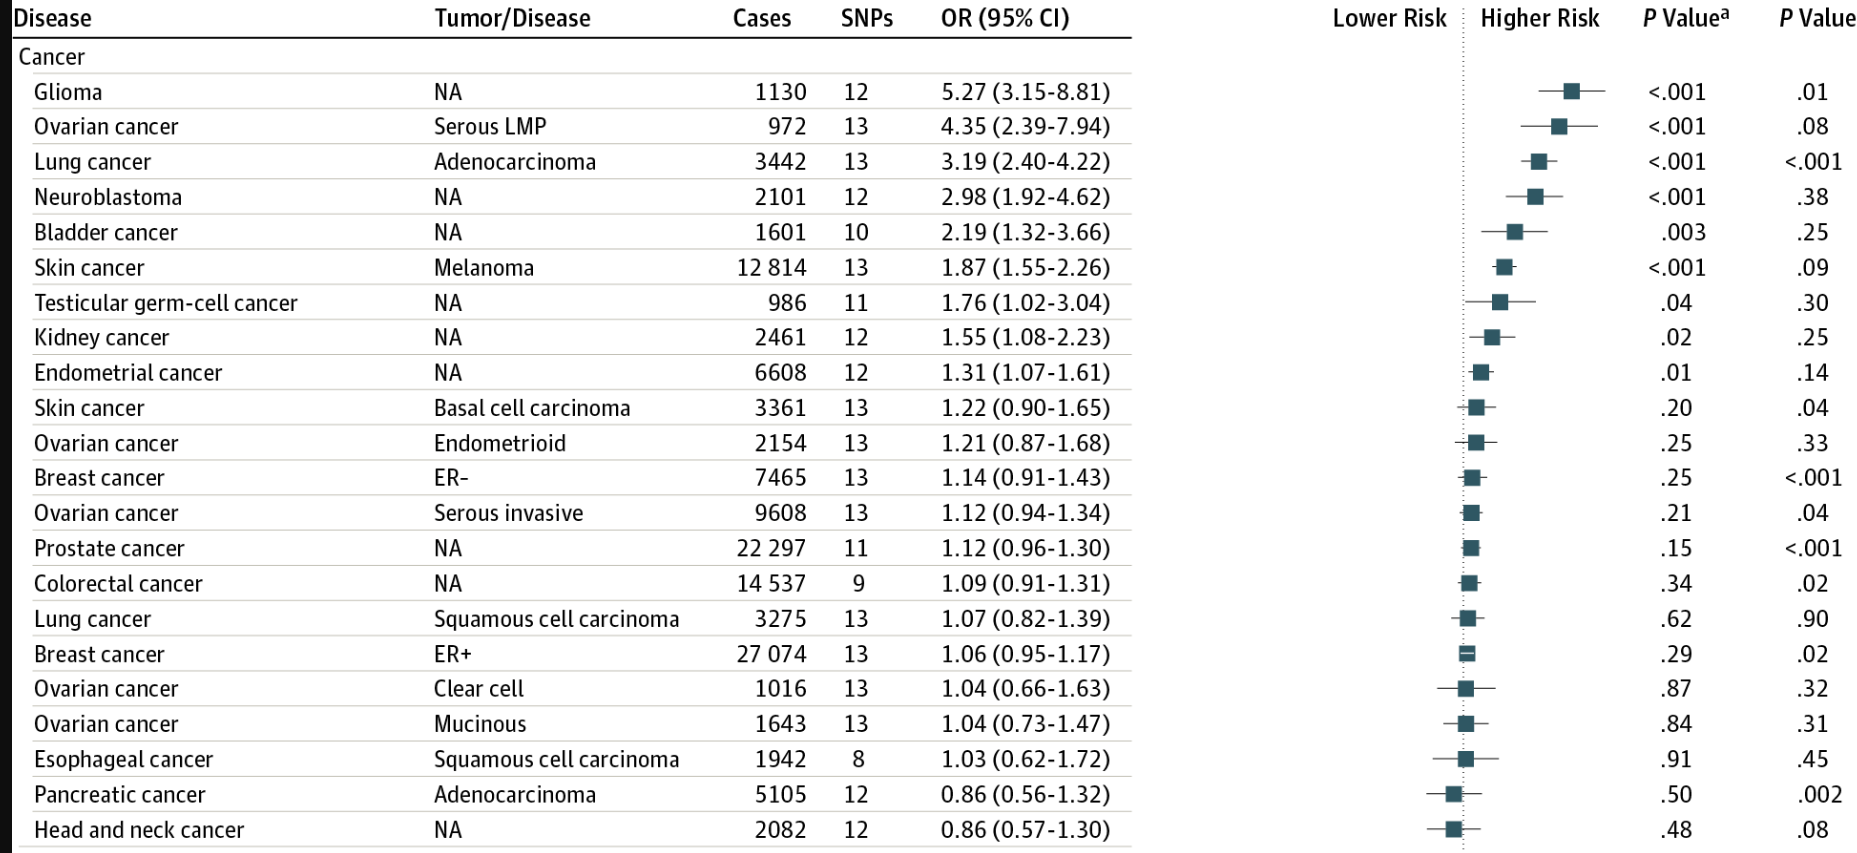 Disease Tumor/Disease Cases SNPs OR (95% CI) Lower Risk Higher Risk P Valueᵃ P Value
Cancer
Glioma NA 1130 12 5.27 (3.15-8.81) <.001 .01
Ovarian cancer Serous LMP 972 13 4.35 (2.39-7.94) <.001 .08
Lung cancer Adenocarcinoma 3442 13 3.19 (2.40-4.22) <.001 <.001
Neuroblastoma NA 2101 12 2.98 (1.92-4.62) <.001 .38
Bladder cancer NA 1601 10 2.19 (1.32-3.66) .003 .25
Skin cancer Melanoma 12 814 13 1.87 (1.55-2.26) <.001 .09
Testicular germ-cell cancer NA 986 11 1.76 (1.02-3.04) .04 .30
Kidney cancer NA 2461 12 1.55 (1.08-2.23) .02 .25
Endometrial cancer NA 6608 12 1.31 (1.07-1.61) .01 .14
Skin cancer Basal cell carcinoma 3361 13 1.22 (0.90-1.65) .20 .04
Ovarian cancer Endometrioid 2154 13 1.21 (0.87-1.68) .25 .33
Breast cancer ER- 7465 13 1.14 (0.91-1.43) .25 <.001
Ovarian cancer Serous invasive 9608 13 1.12 (0.94-1.34) .21 .04
Prostate cancer NA 22 297 11 1.12 (0.96-1.30) .15 <.001
Colorectal cancer NA 14 537 9 1.09 (0.91-1.31) .34 .02
Lung cancer Squamous cell carcinoma 3275 13 1.07 (0.82-1.39) .62 .90
Breast cancer ER+ 27 074 13 1.06 (0.95-1.17) .29 .02
Ovarian cancer Clear cell 1016 13 1.04 (0.66-1.63) .87 .32
Ovarian cancer Mucinous 1643 13 1.04 (0.73-1.47) .84 .31
Esophageal cancer Squamous cell carcinoma 1942 8 1.03 (0.62-1.72) .91 .45
Pancreatic cancer Adenocarcinoma 5105 12 0.86 (0.56-1.32) .50 .002
Head and neck cancer NA 2082 12 0.86 (0.57-1.30) .48 .08